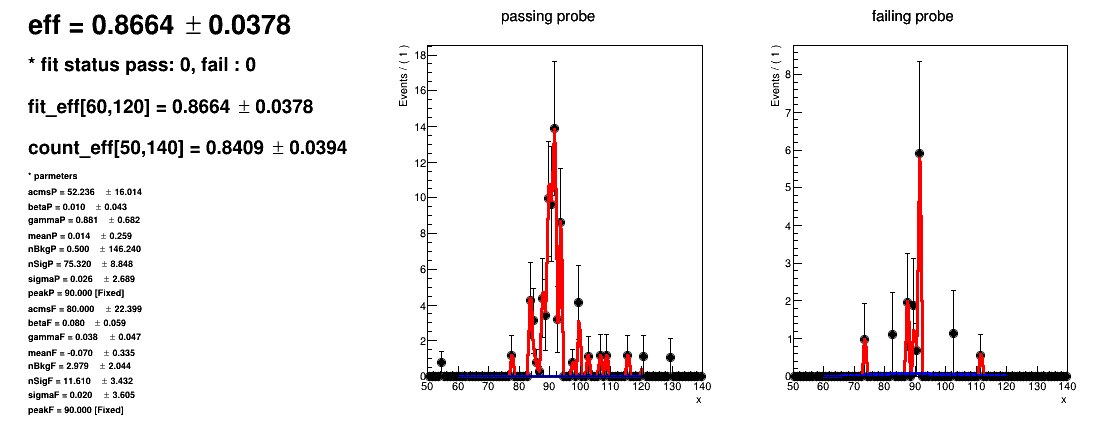 eff = 0.8664 ± 0.0378
* fit status pass: 0, fail : 0
fit_eff[60,120] = 0.8664 ± 0.0378
count_eff[50,140] = 0.8409 ± 0.0394
* parmeters
acmsP = 52.236 ± 16.014
betaP = 0.010 ± 0.043
gammaP = 0.881 ± 0.682
meanP = 0.014 ± 0.259
nBkgP = 0.500 ± 146.240
nSigP = 75.320 ± 8.848
sigmaP = 0.026 ± 2.689
peakP = 90.000 [Fixed]
acmsF = 80.000 ± 22.399
betaF = 0.080 ± 0.059
gammaF = 0.038 ± 0.047
meanF = -0.070 ± 0.335
nBkgF = 2.979 ± 2.044
nSigF = 11.610 ± 3.432
sigmaF = 0.020 ± 3.605
peakF = 90.000 [Fixed]
passing probe
Events / ( 1 )
18
16
14
12
10
8
6
4
2
0
50 60 70 80 90 100 110 120 130 140
x
failing probe
Events / ( 1 )
8
7
6
5
4
3
2
1
0
50 60 70 80 90 100 110 120 130 140
x